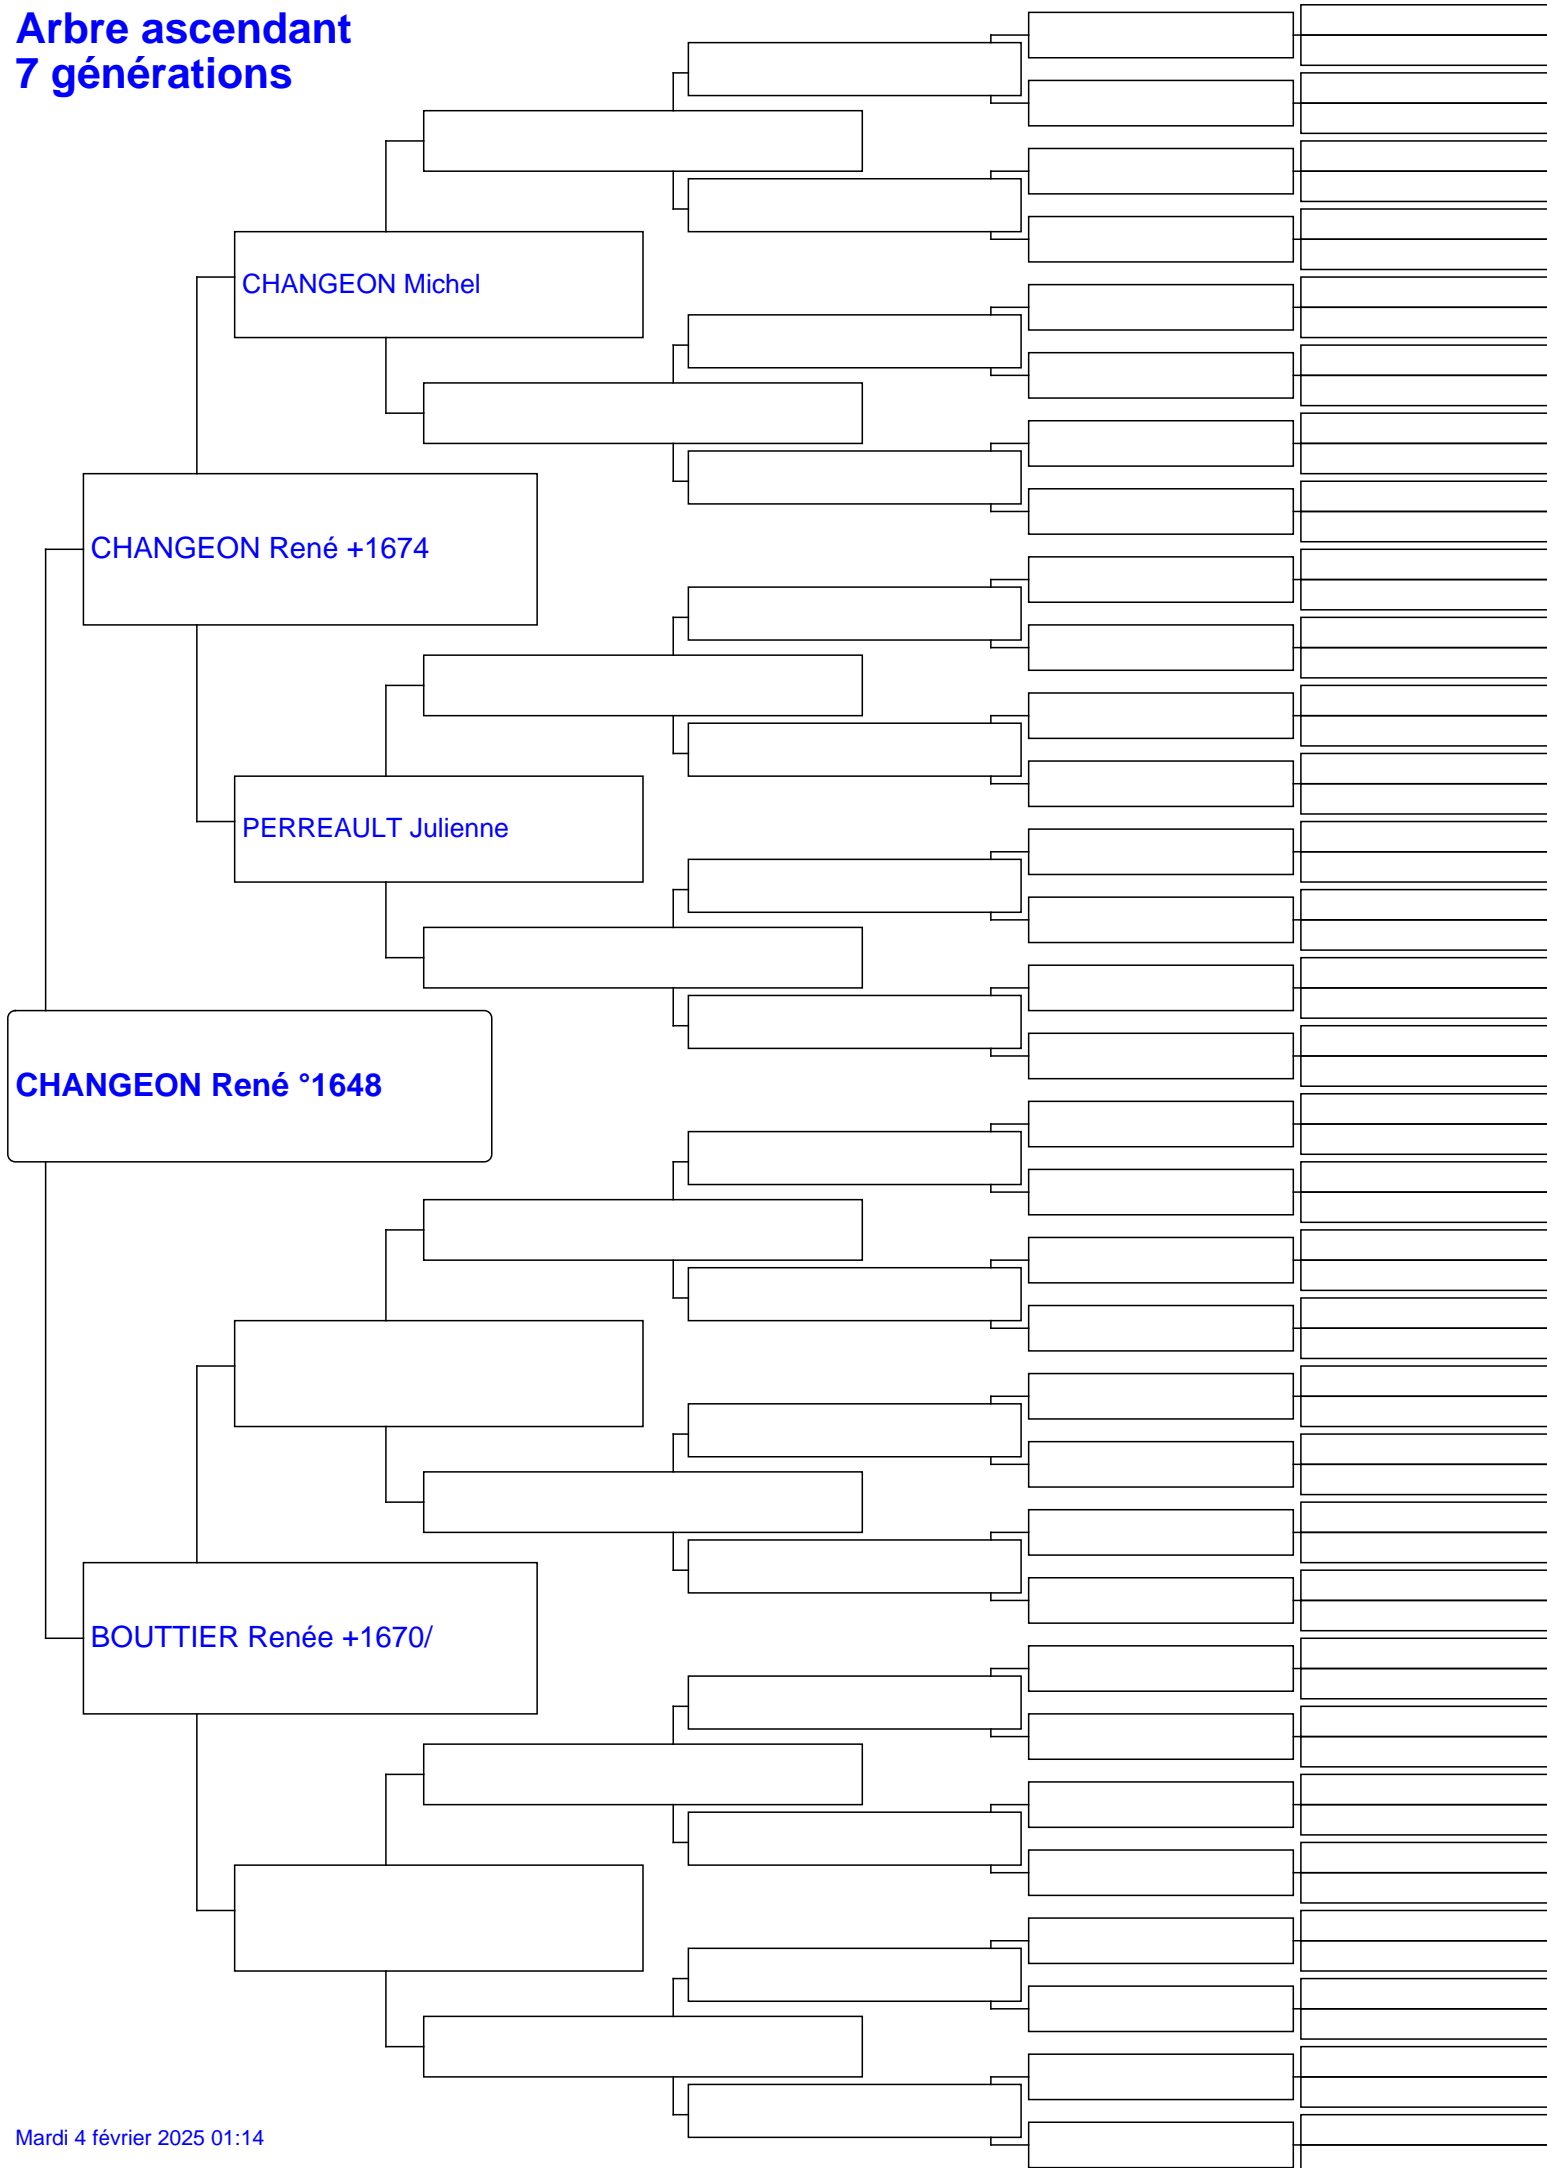 Arbre ascendant
7 générations
CHANGEON Michel
CHANGEON René +1674
PERREAULT Julienne
CHANGEON René °1648
BOUTTIER Renée +1670/
Mardi 4 février 2025 01:14